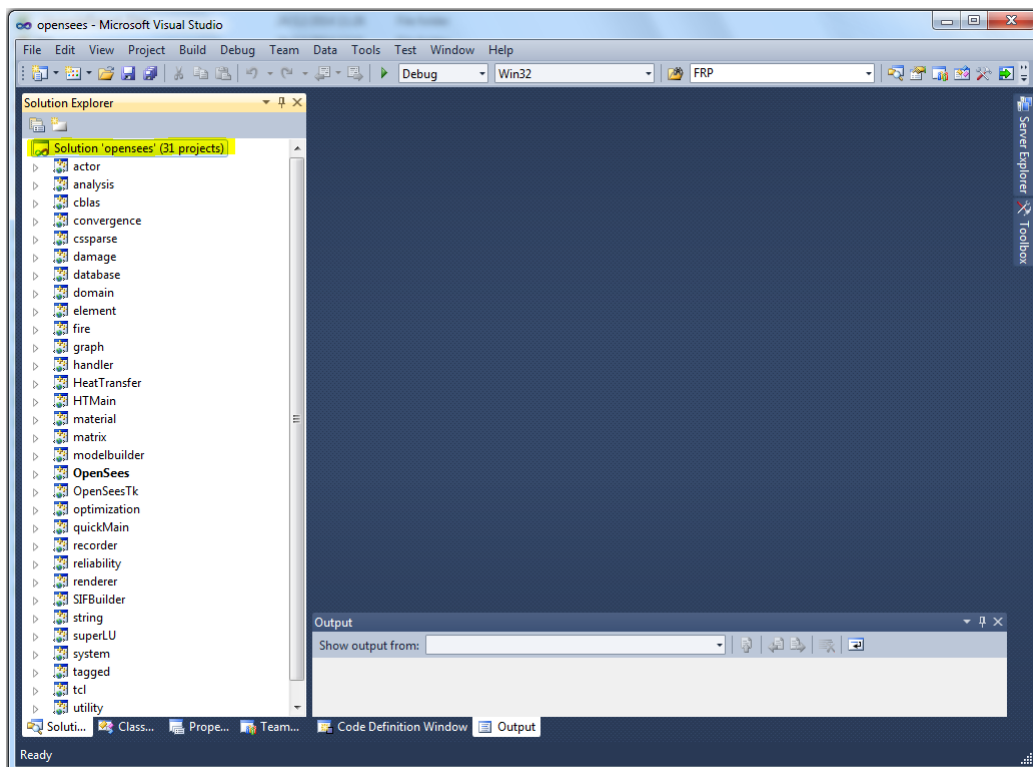 opensees - Microsoft Visual Studio
File Edit View Project Build Debug Team Data Tools Test Window Help
Debug Win32 FRP
Solution Explorer
Solution 'opensees' (31 projects)
actor
analysis
cblas
convergence
cssparse
damage
database
domain
element
fire
graph
handler
HeatTransfer
HTMain
material
matrix
modelbuilder
OpenSees
OpenSeesTk
optimization
quickMain
recorder
reliability
renderer
SIFBuilder
string
superLU
system
tagged
tcl
utility
Server Explorer
Toolbox
Output
Show output from:
Soluti... Class... Prope... Team... Code Definition Window Output
Ready